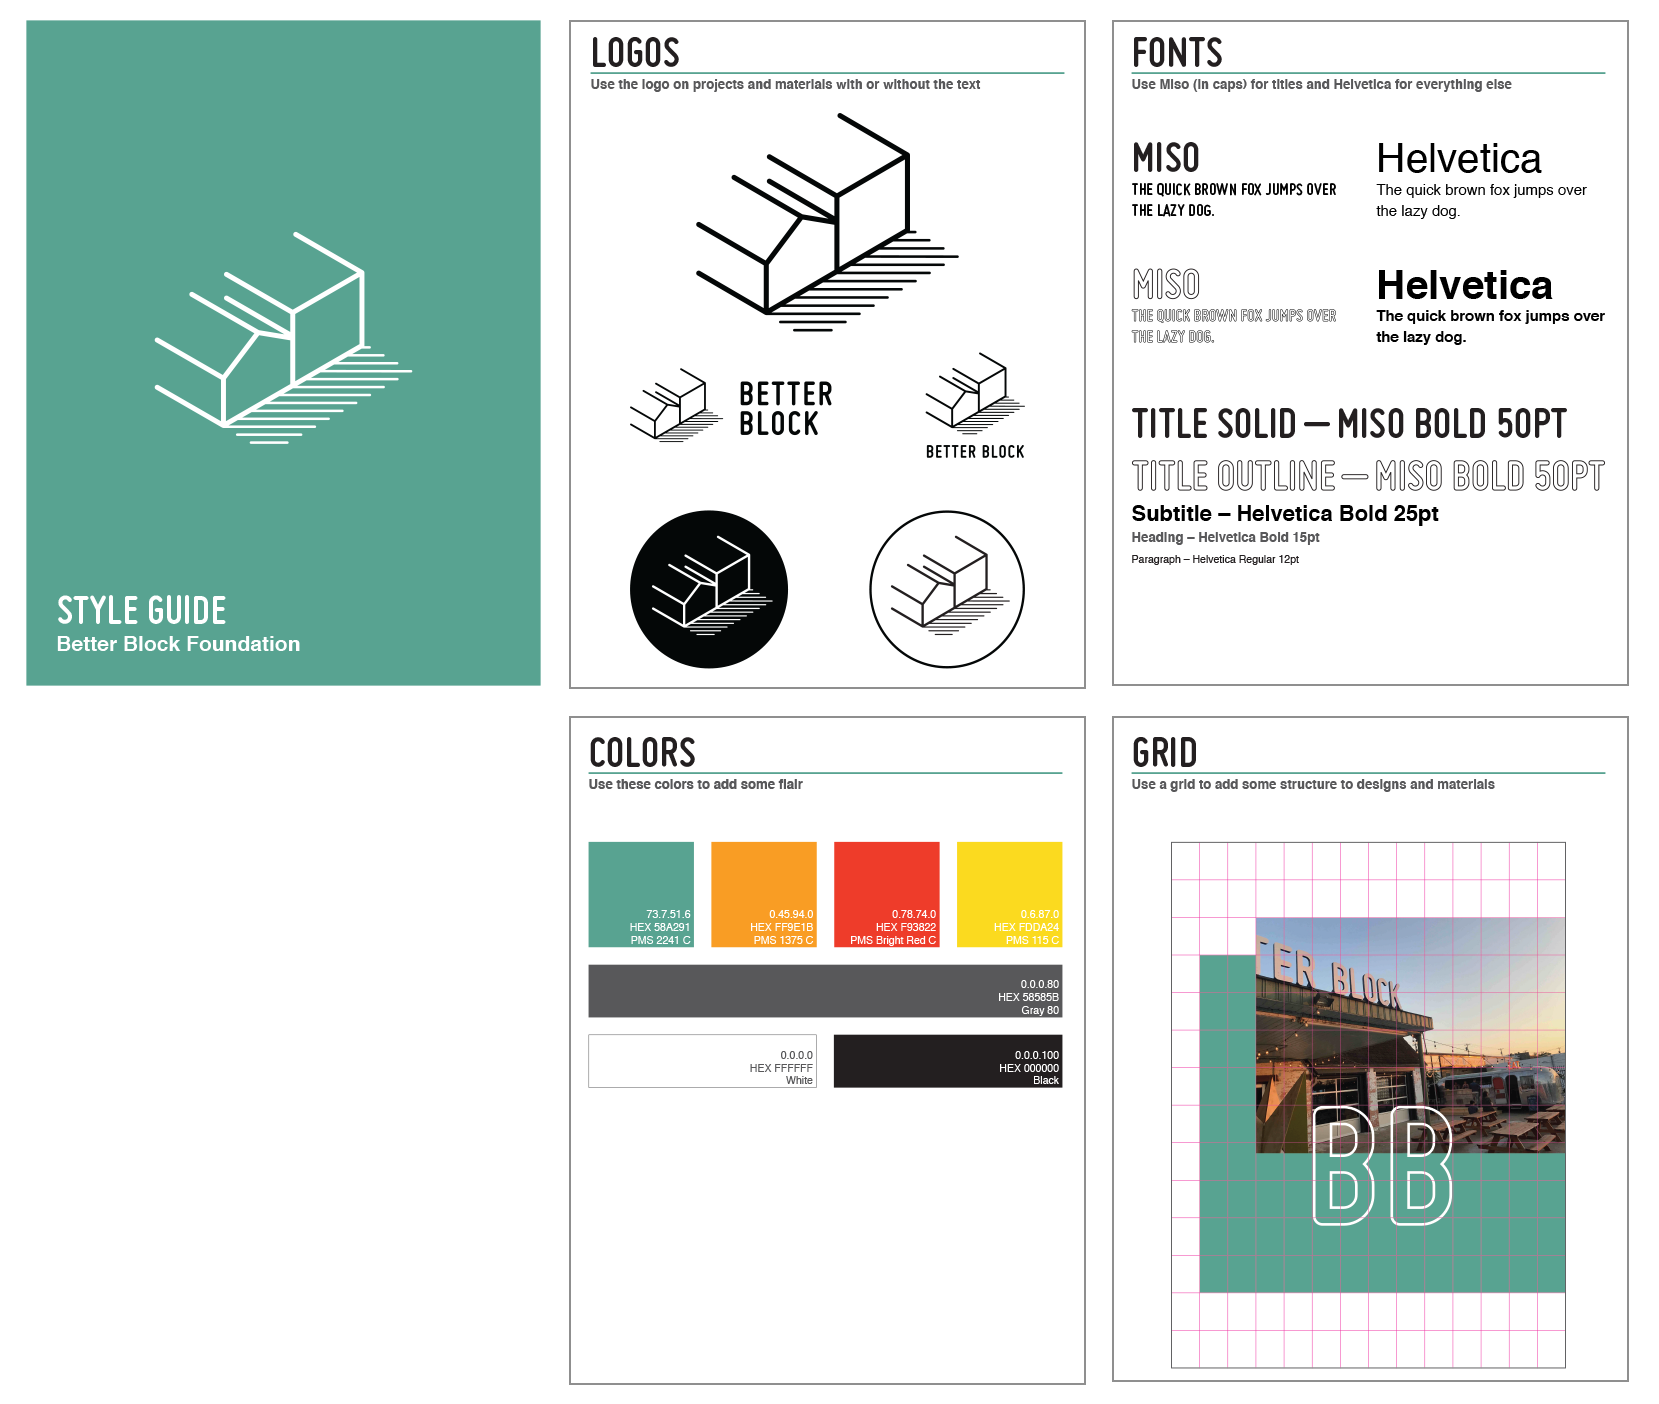 STYLE GUIDE
Better Block Foundation
LOGOS
Use the logo on projects and materials with or without the text
BETTER
BLOCK
BETTER BLOCK
FONTS
Use Miso (in caps) for titles and Helvetica for everything else
MISO
THE QUICK BROWN FOX JUMPS OVER
THE LAZY DOG.
Helvetica
The quick brown fox jumps over
the lazy dog.
MISO
THE QUICK BROWN FOX JUMPS OVER
THE LAZY DOG.
Helvetica
The quick brown fox jumps over
the lazy dog.
TITLE SOLID – MISO BOLD 50PT
TITLE OUTLINE – MISO BOLD 50PT
Subtitle – Helvetica Bold 25pt
Heading – Helvetica Bold 15pt
Paragraph – Helvetica Regular 12pt
COLORS
Use these colors to add some flair
73.7.51.6
HEX 58A291
PMS 2241 C
0.45.94.0
HEX FF9E1B
PMS 1375 C
0.78.74.0
HEX F93822
PMS Bright Red C
0.6.87.0
HEX FDDA24
PMS 115 C
0.0.0.80
HEX 58585B
Gray 80
0.0.0.0
HEX FFFFFF
White
0.0.0.100
HEX 000000
Black
GRID
Use a grid to add some structure to designs and materials
TER BLOCK
BB